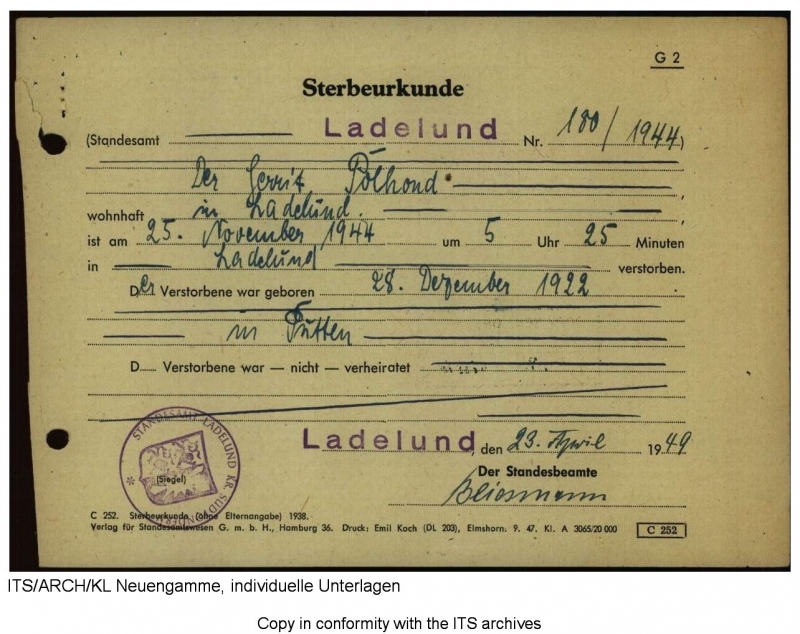 G 2
Sterbeurkunde
(Standesamt Ladelund Nr. 180/1944)
Der Gerrit Polhond
wohnhaft in Ladelund.
ist am 25. November 1944 um 5 Uhr 25 Minuten
in Ladelund verstorben.
Der Verstorbene war geboren 28. Dezember 1922
in Putten
D Verstorbene war — nicht — verheiratet
Ladelund, den 23. April 1949
Der Standesbeamte
STANDESAMT LADELUND KR. SÜDTONDERN
(Siegel)
C 252. Sterbeurkunde (ohne Elternangabe) 1938.
Verlag für Standesamtswesen G. m. b. H., Hamburg 36. Druck: Emil Koch (DL 203), Elmshorn. 9. 47. Kl. A 3065/20 000 C 252
ITS/ARCH/KL Neuengamme, individuelle Unterlagen
Copy in conformity with the ITS archives